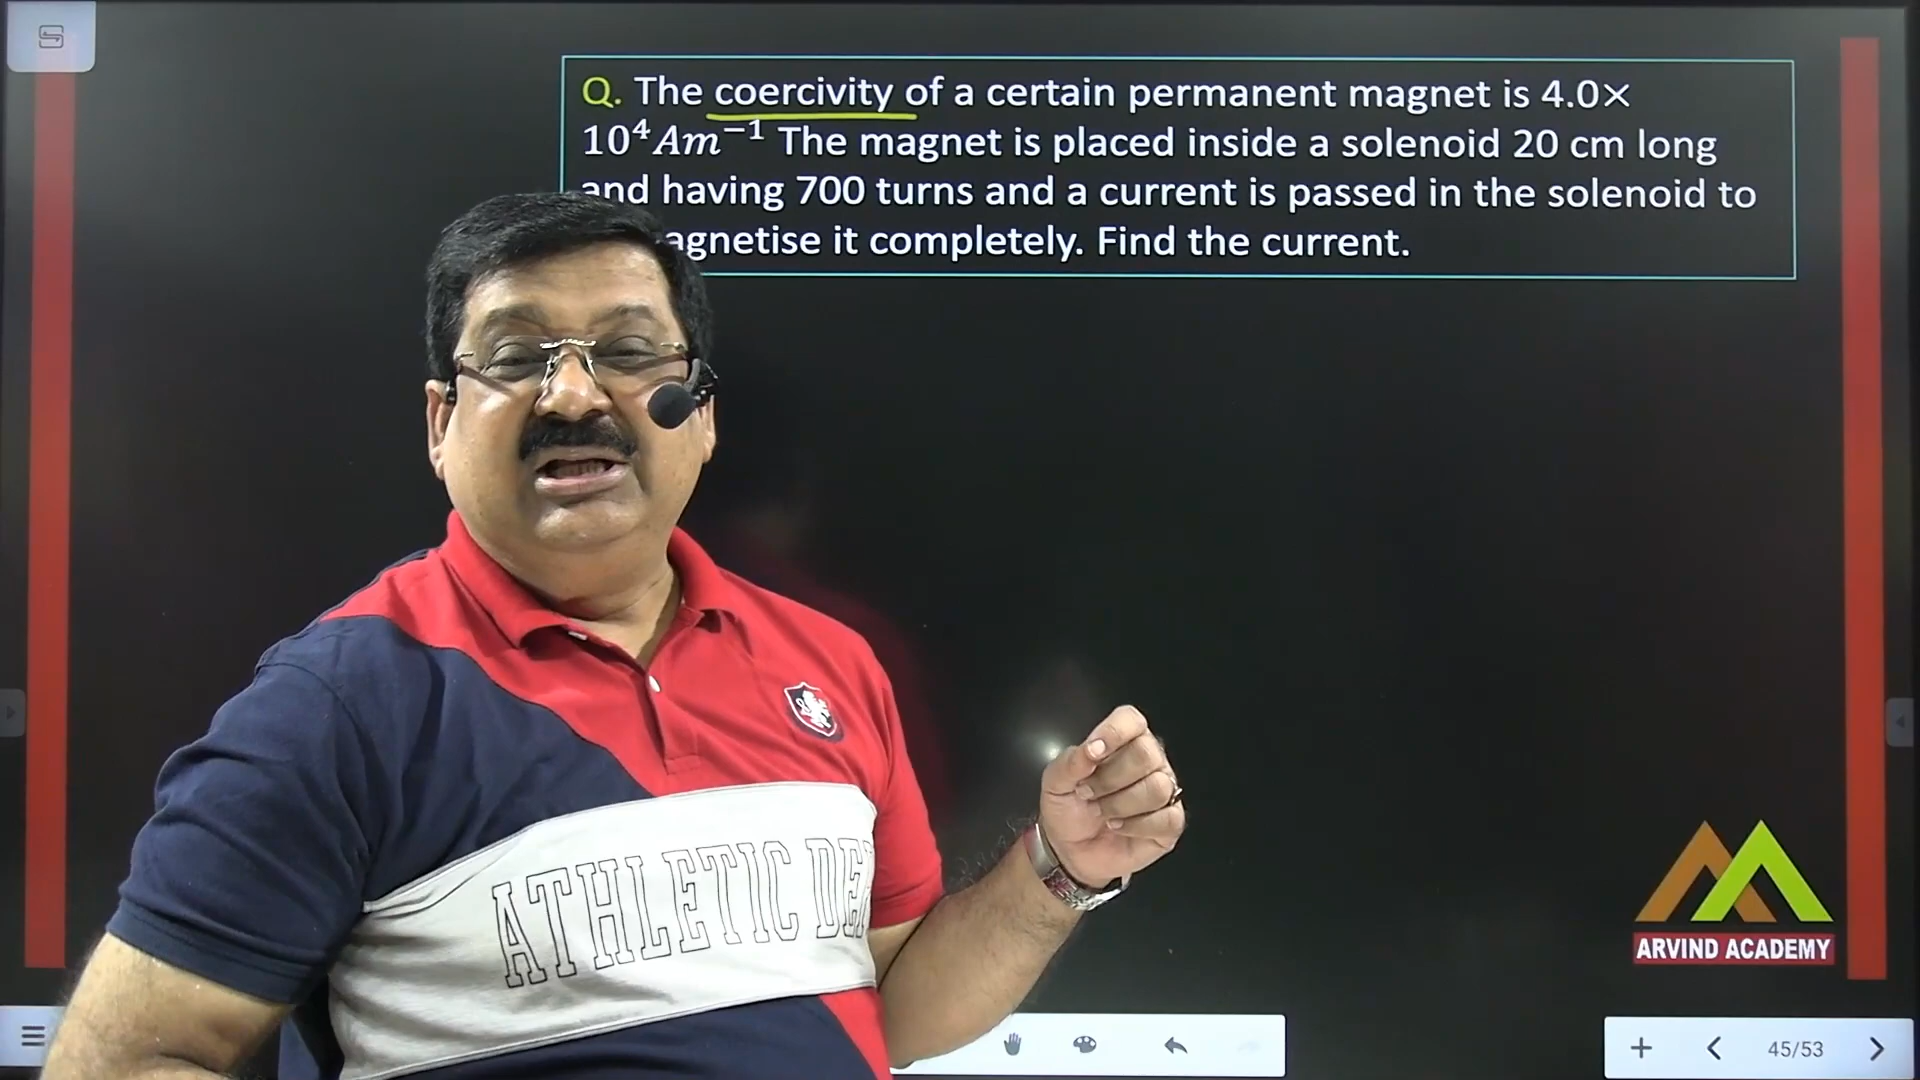 Q. The coercivity of a certain permanent magnet is 4.0×
10⁴Am⁻¹ The magnet is placed inside a solenoid 20 cm long
and having 700 turns and a current is passed in the solenoid to
agnetise it completely. Find the current.
ATHLETIC DE
ARVIND ACADEMY
45/53